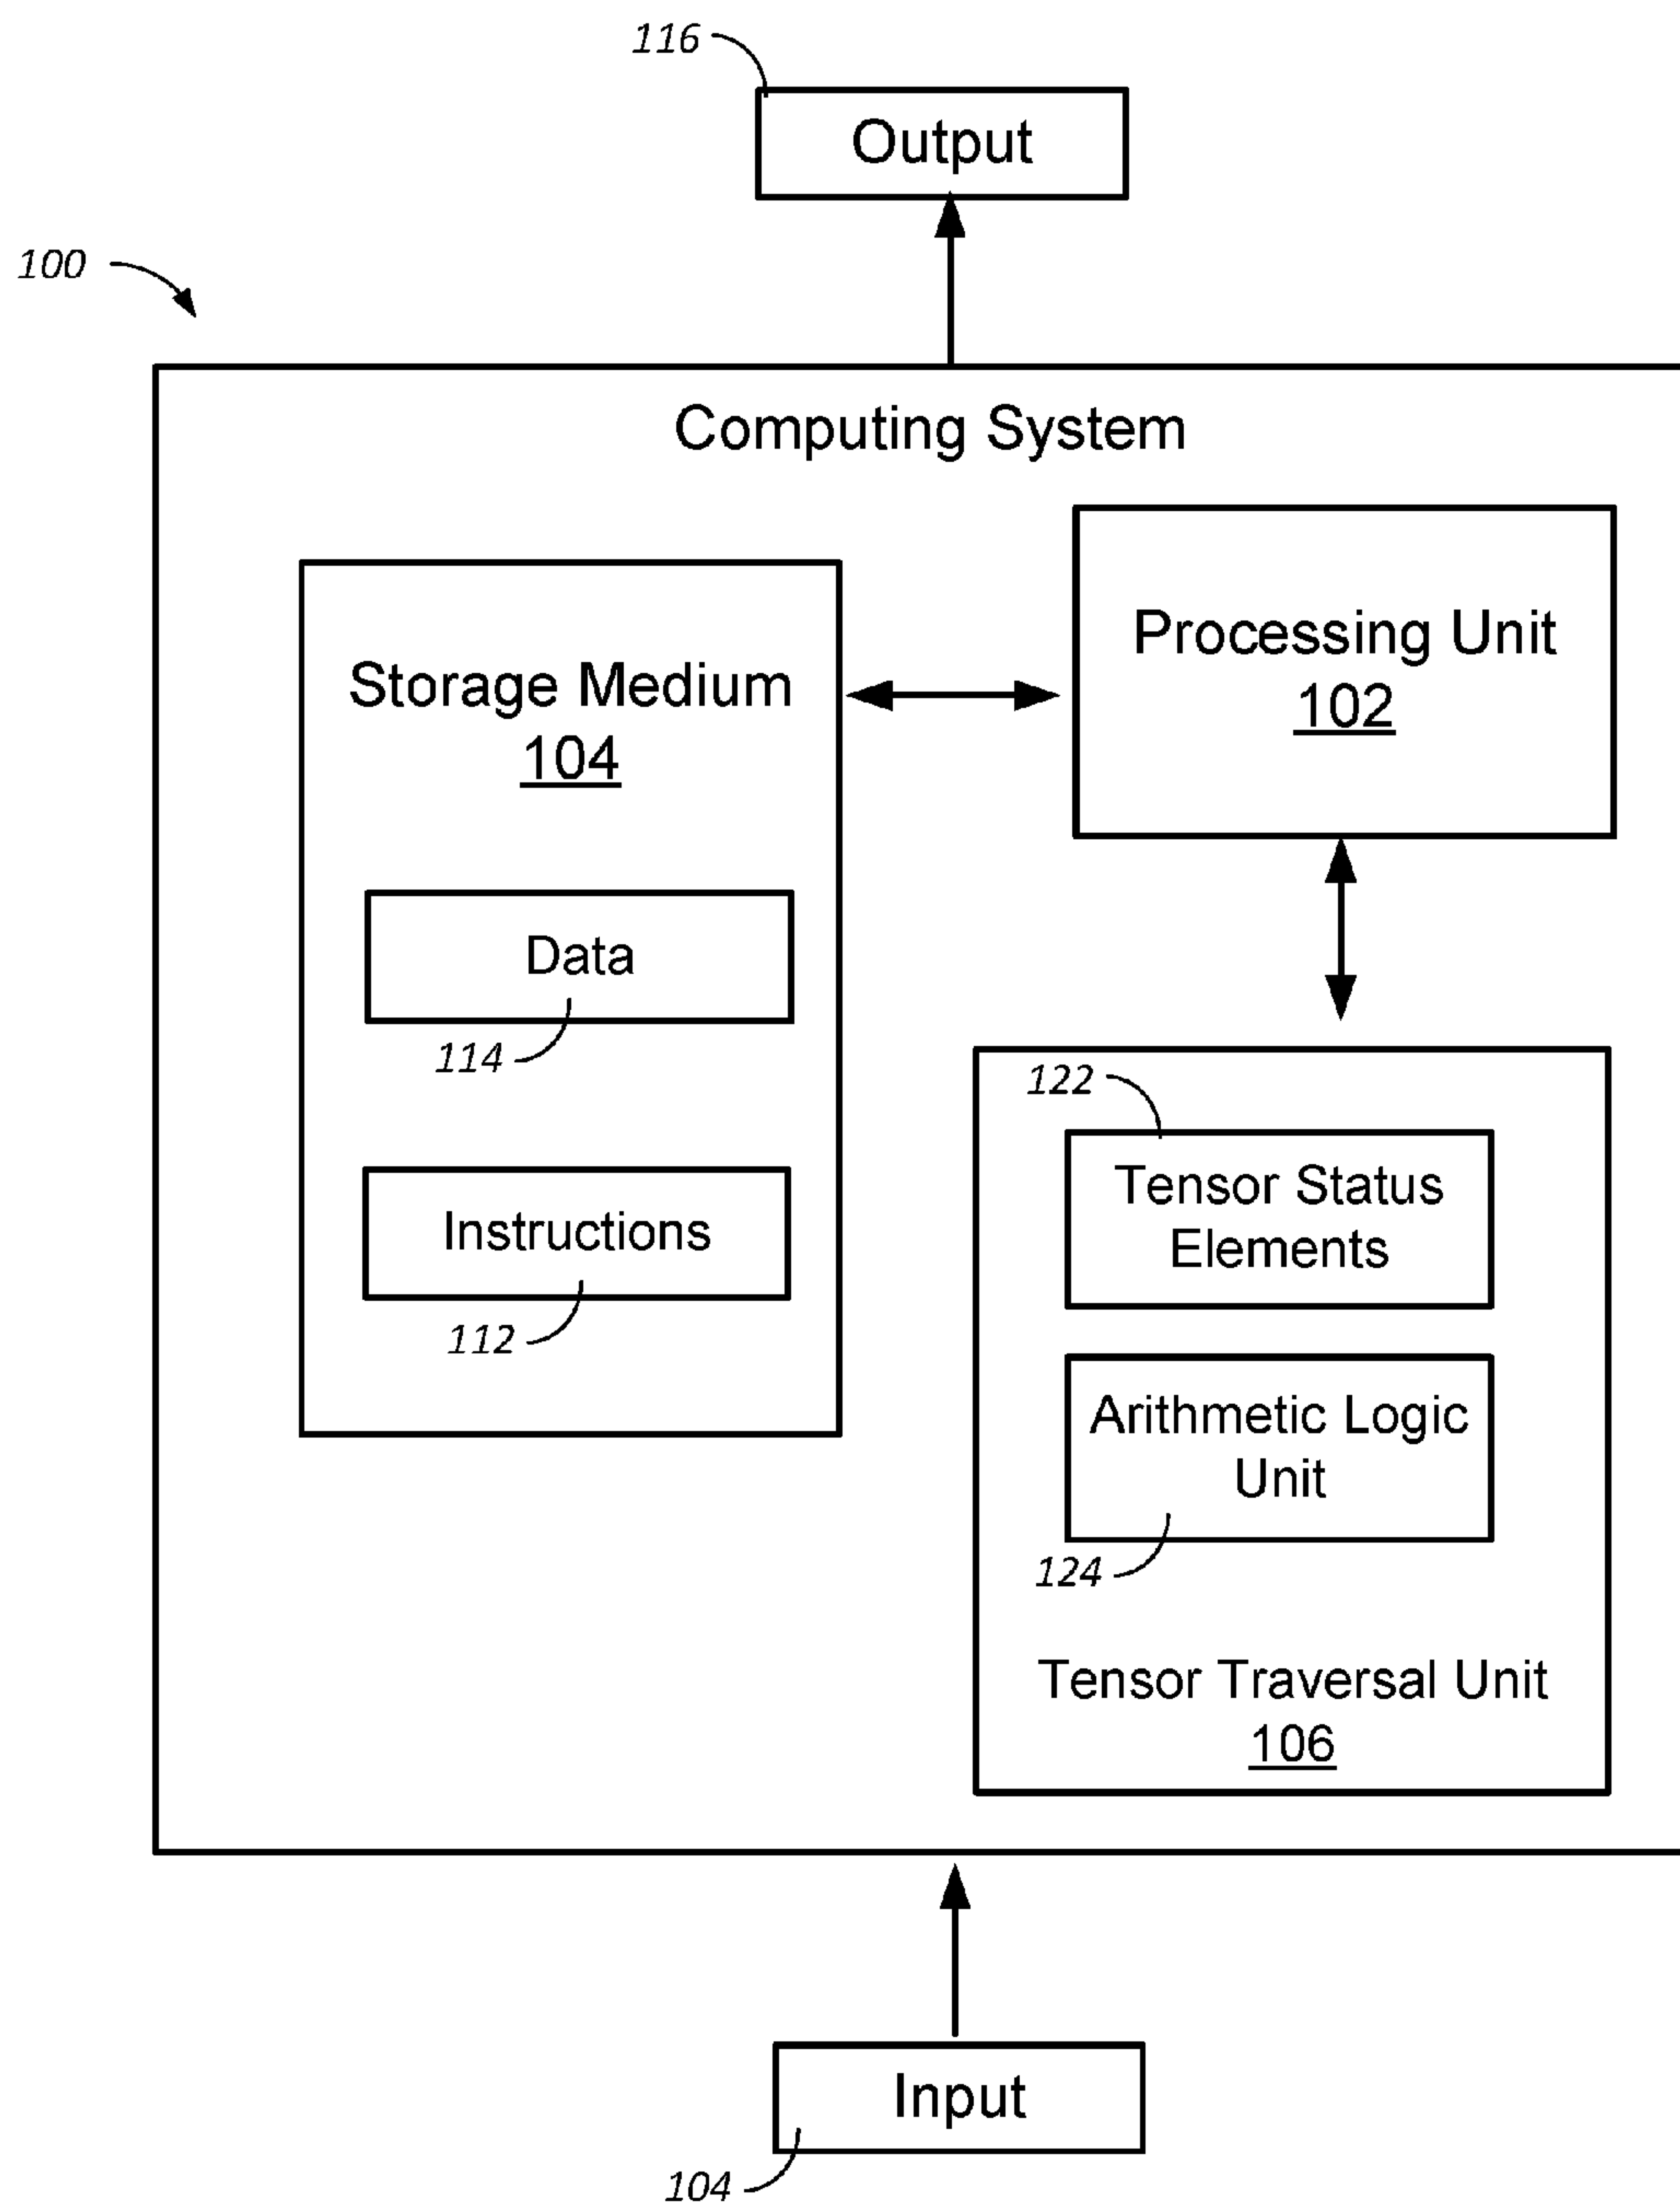 116
Output
100
Computing System
Processing Unit
102
Storage Medium
104
Data
114
Instructions
112
122
Tensor Status
Elements
Arithmetic Logic
Unit
124
Tensor Traversal Unit
106
Input
104